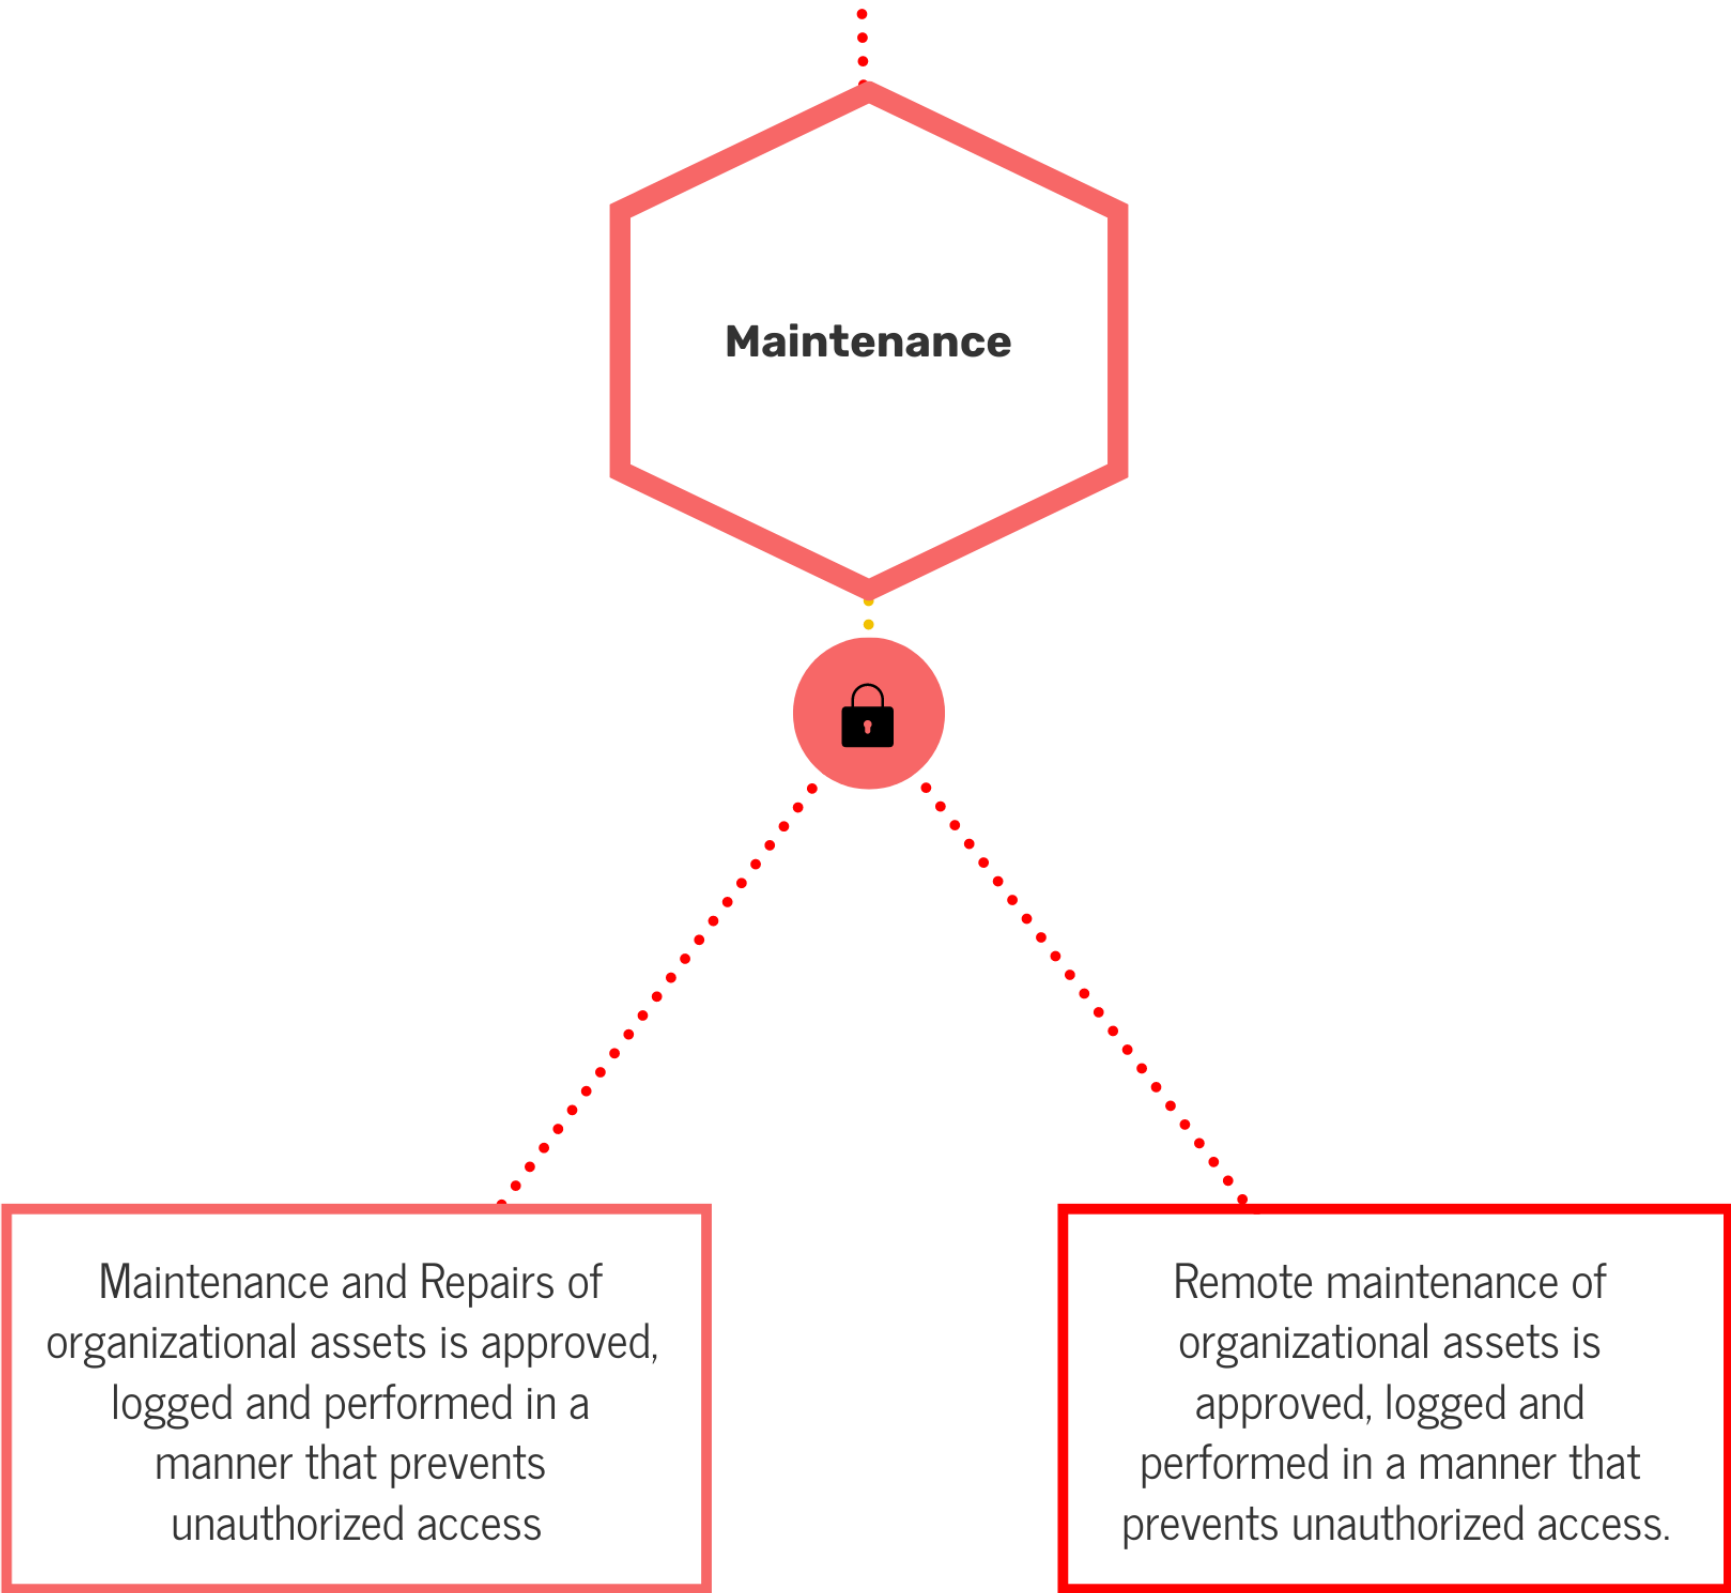 Maintenance
Maintenance and Repairs of
organizational assets is approved,
logged and performed in a
manner that prevents
unauthorized access
Remote maintenance of
organizational assets is
approved, logged and
performed in a manner that
prevents unauthorized access.